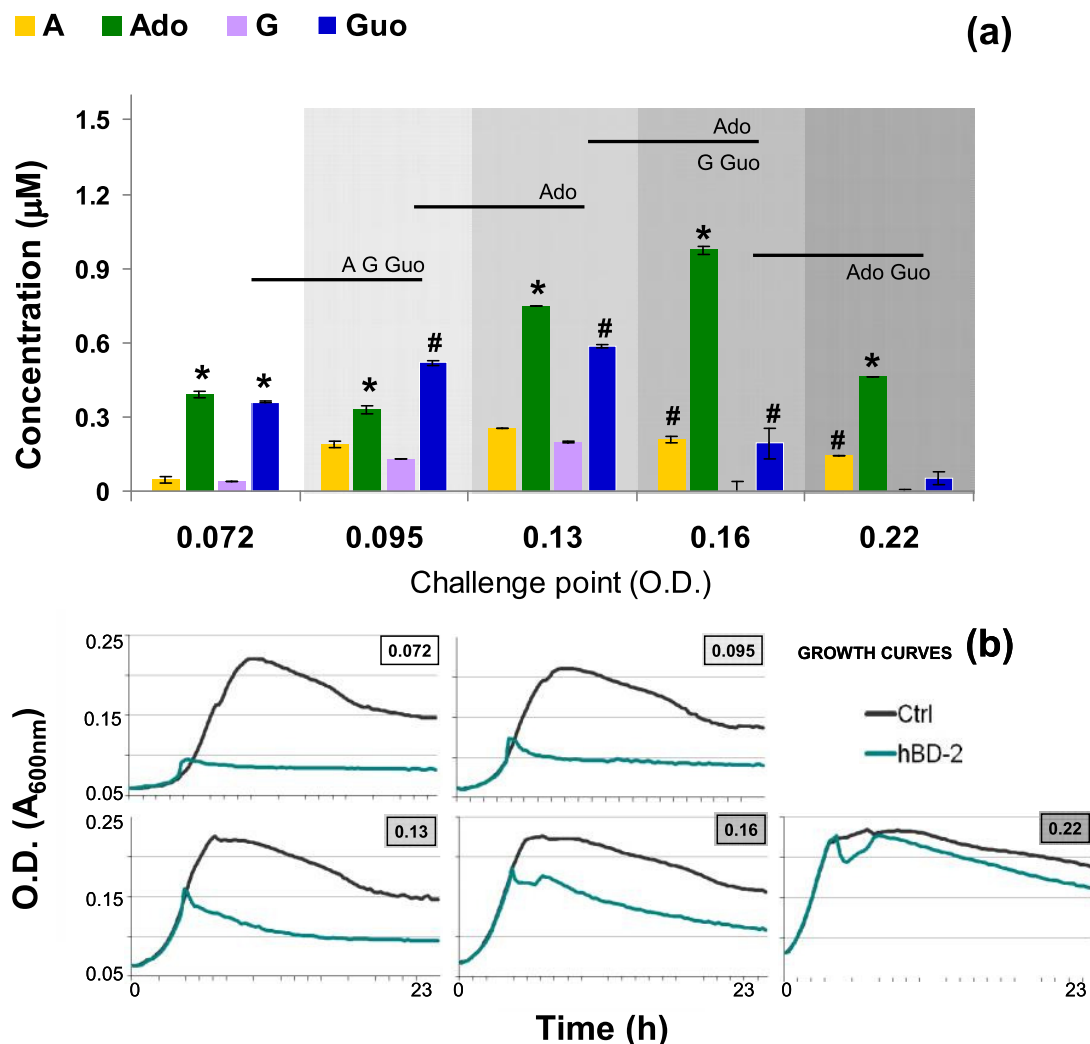 A Ado G Guo (a)
1.5
1.2
0.9
0.6
0.3
0
Concentration (µM)
Ado
G Guo
Ado
A G Guo
Ado Guo
* * * # * # # * # # *
0.072 0.095 0.13 0.16 0.22
Challenge point (O.D.)
GROWTH CURVES (b)
Ctrl
hBD-2
O.D. (A600nm)
0.25
0.15
0.05
0.072
0.095
0.25
0.15
0.05
0.13
0.16
0.22
0 23 0 23 23
Time (h)